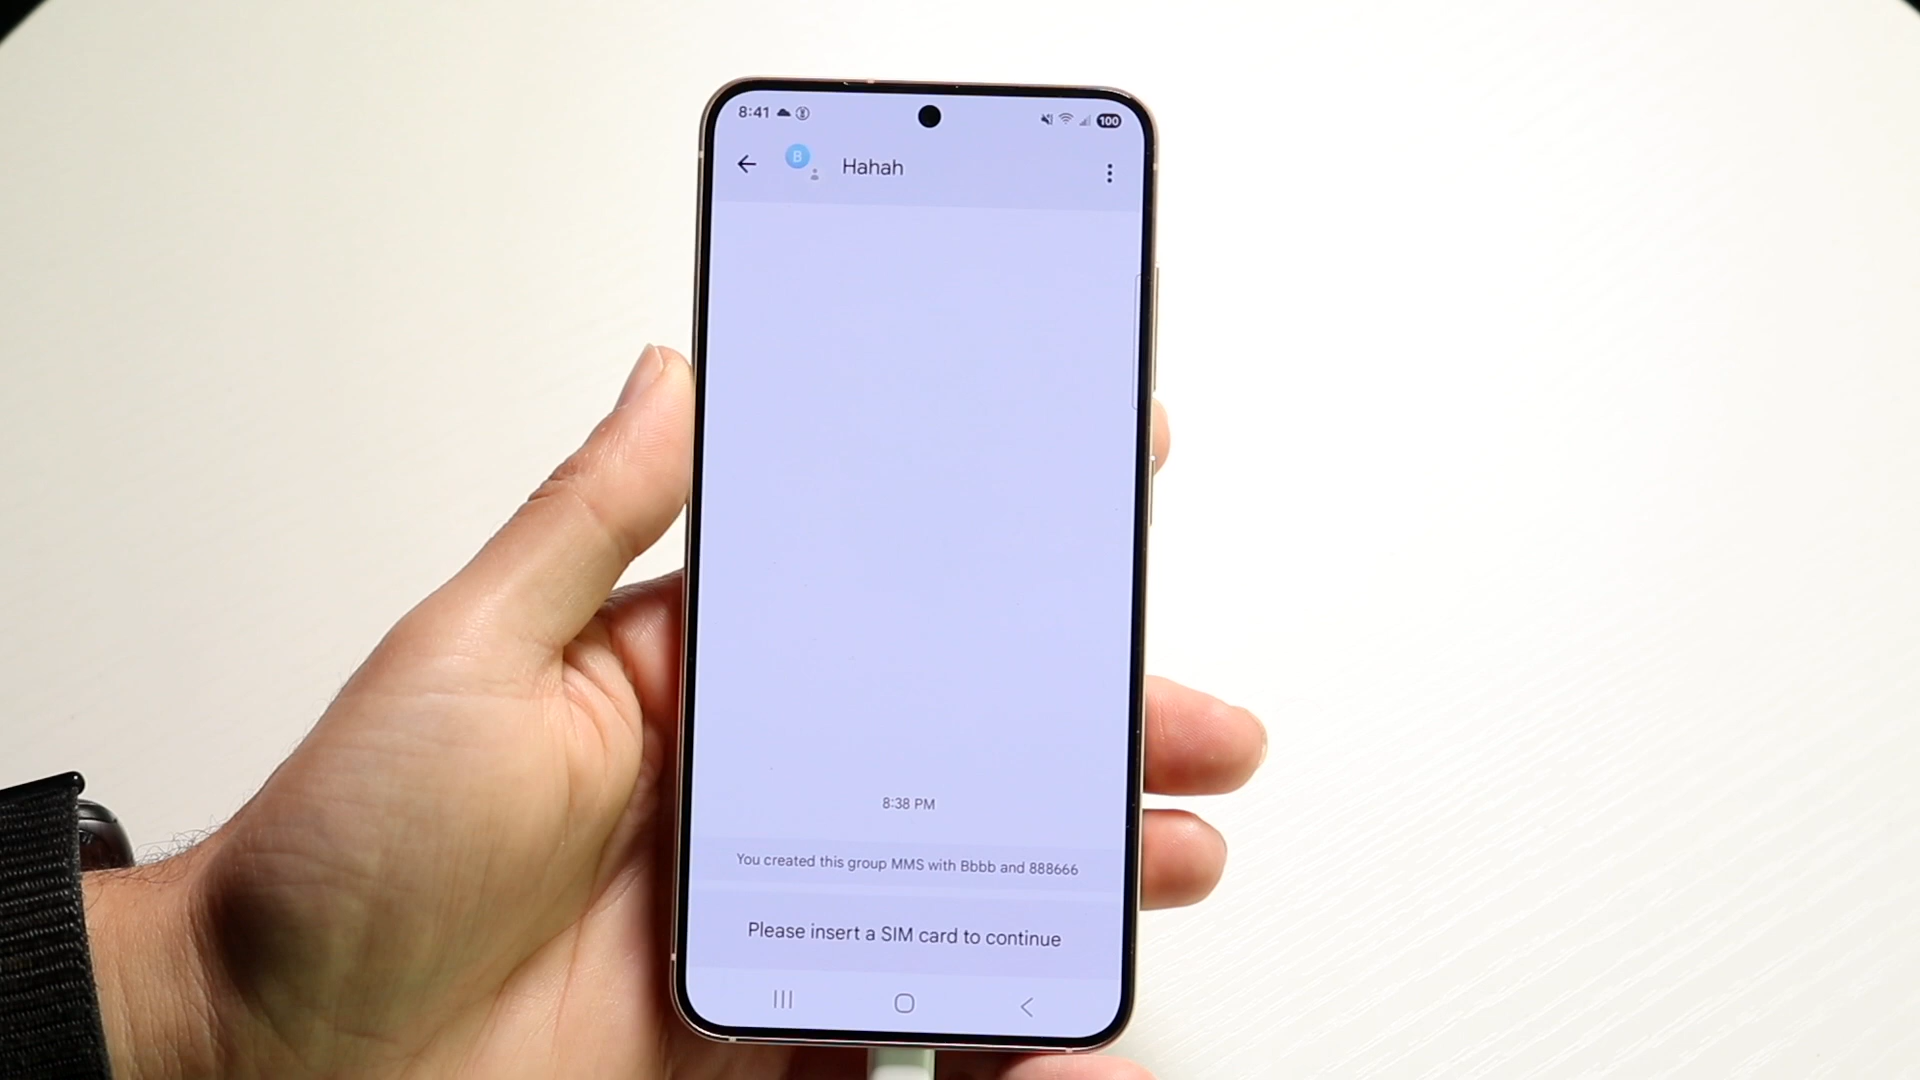 8:41
100
B
Hahah
8:38 PM
You created this group MMS with Bbbb and 888666
Please insert a SIM card to continue